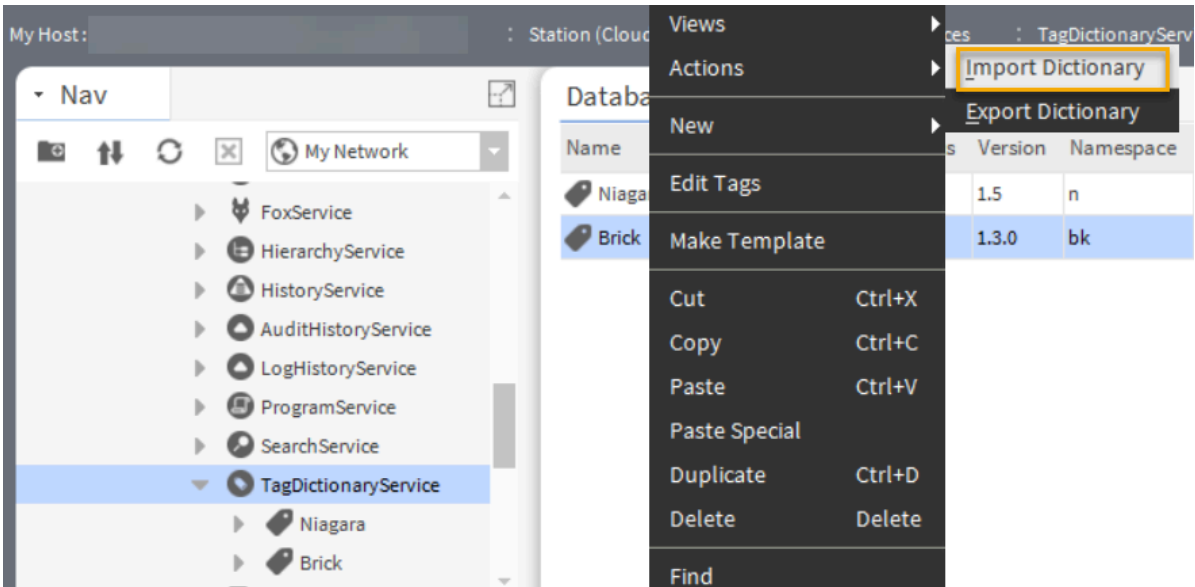 My Host:
: Station (Cloud
ces : TagDictionaryServ
Nav
My Network
FoxService
HierarchyService
HistoryService
AuditHistoryService
LogHistoryService
ProgramService
SearchService
TagDictionaryService
Niagara
Brick
Databa
Name
s Version Namespace
Niaga 1.5 n
Brick 1.3.0 bk
Views
Actions
New
Edit Tags
Make Template
Cut Ctrl+X
Copy Ctrl+C
Paste Ctrl+V
Paste Special
Duplicate Ctrl+D
Delete Delete
Find
Import Dictionary
Export Dictionary